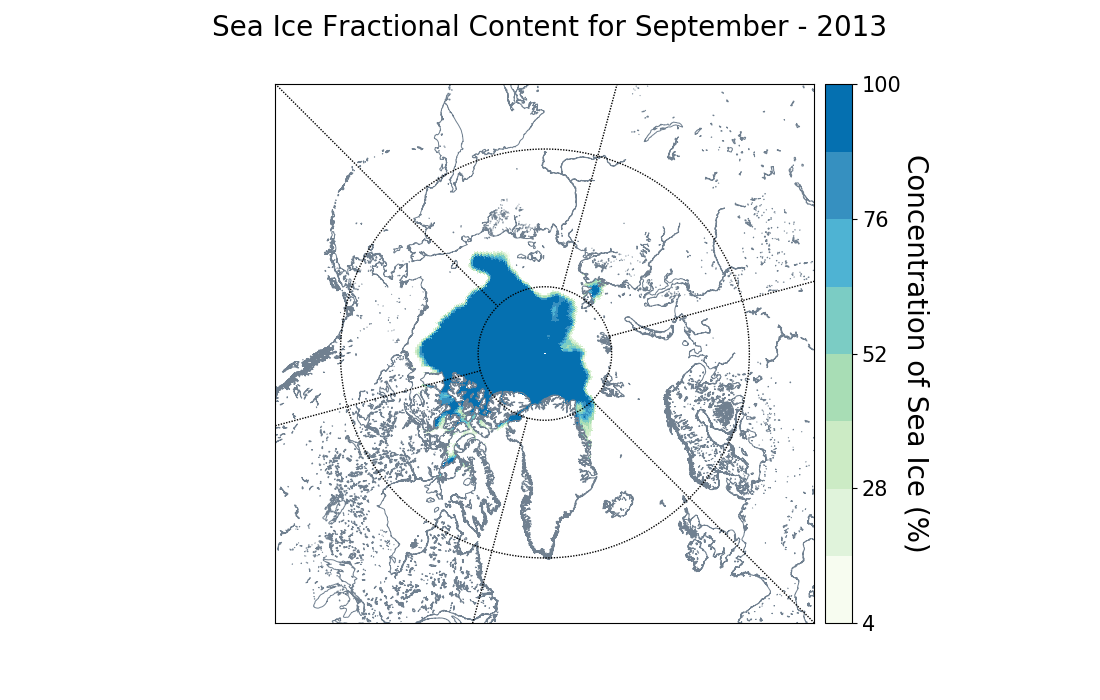 Sea Ice Fractional Content for September - 2013
100
76
52
28
4
Concentration of Sea Ice (%)